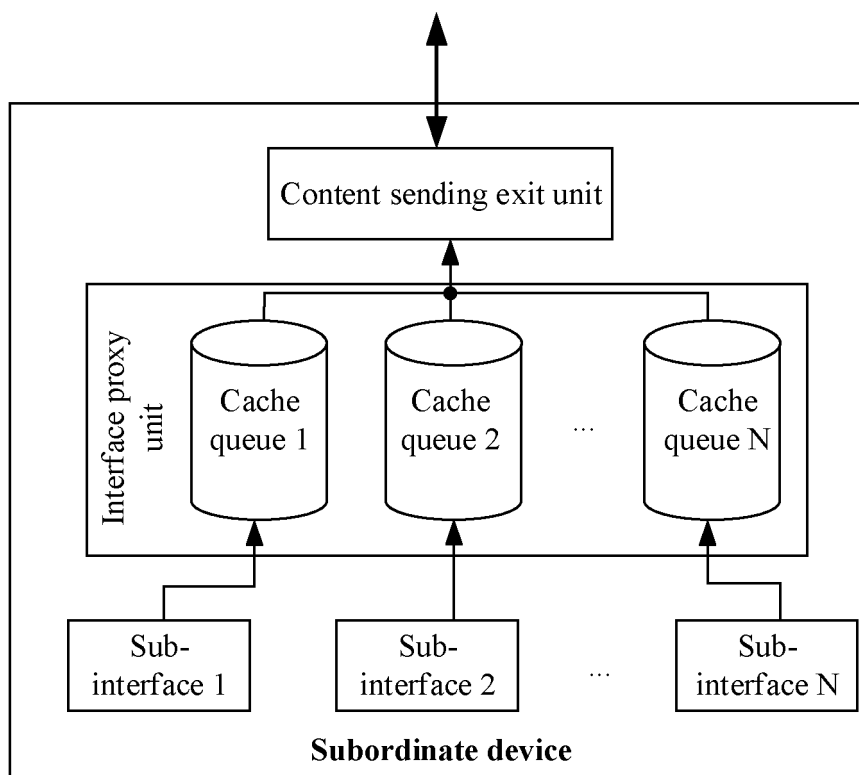 Content sending exit unit
Interface proxy
unit
Cache
queue 1
Cache
queue 2
...
Cache
queue N
Sub-
interface 1
Sub-
interface 2
...
Sub-
interface N
Subordinate device